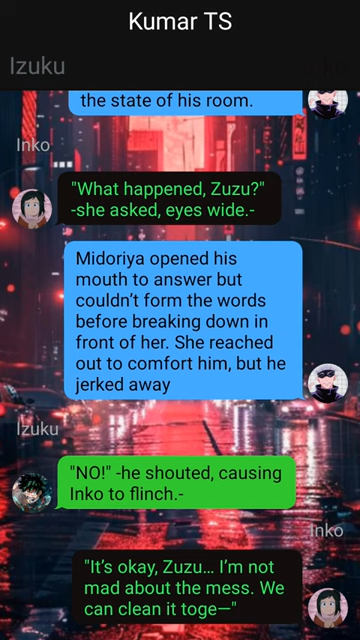 Kumar TS
Izuku
the state of his room.
Inko
"What happened, Zuzu?"
-she asked, eyes wide.-
Midoriya opened his
mouth to answer but
couldn’t form the words
before breaking down in
front of her. She reached
out to comfort him, but he
jerked away
Izuku
"NO!" -he shouted, causing
Inko to flinch.-
Inko
"It’s okay, Zuzu… I’m not
mad about the mess. We
can clean it toge—"